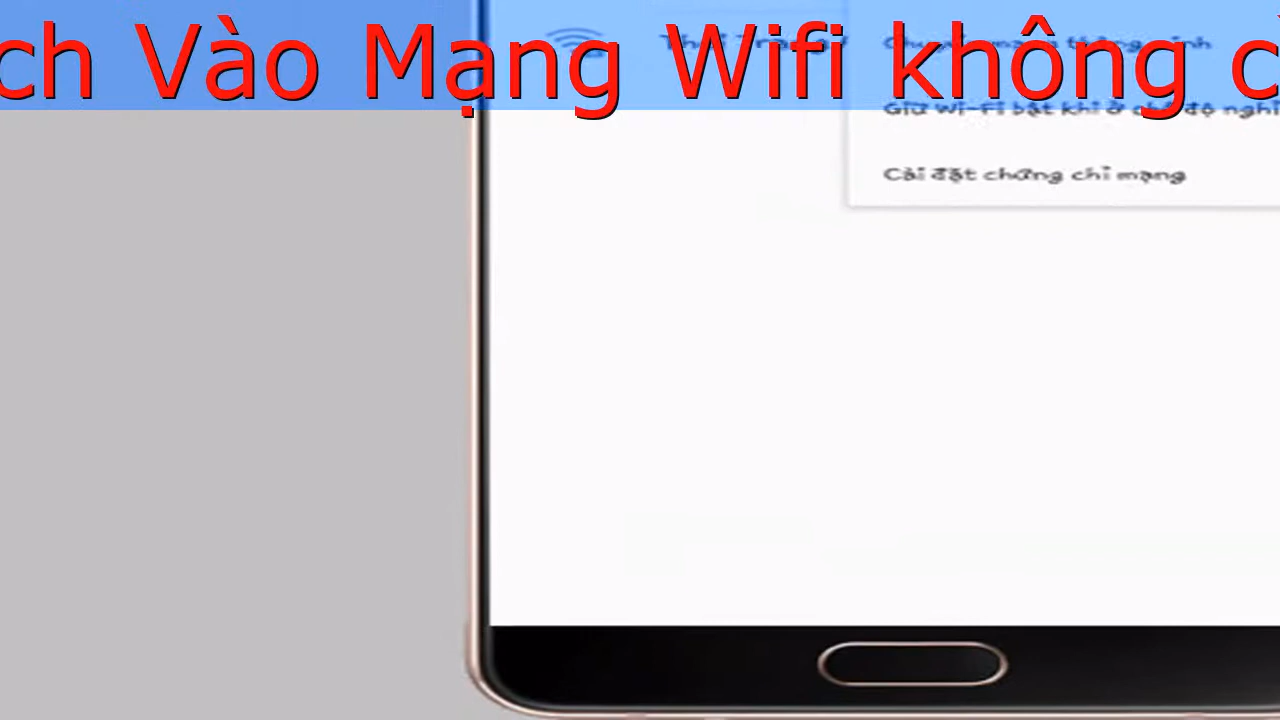 ch Vào Mạng Wifi không c
Giữ Wi-Fi bật khi ở chế độ nghỉ
Cài đặt chứng chỉ mạng